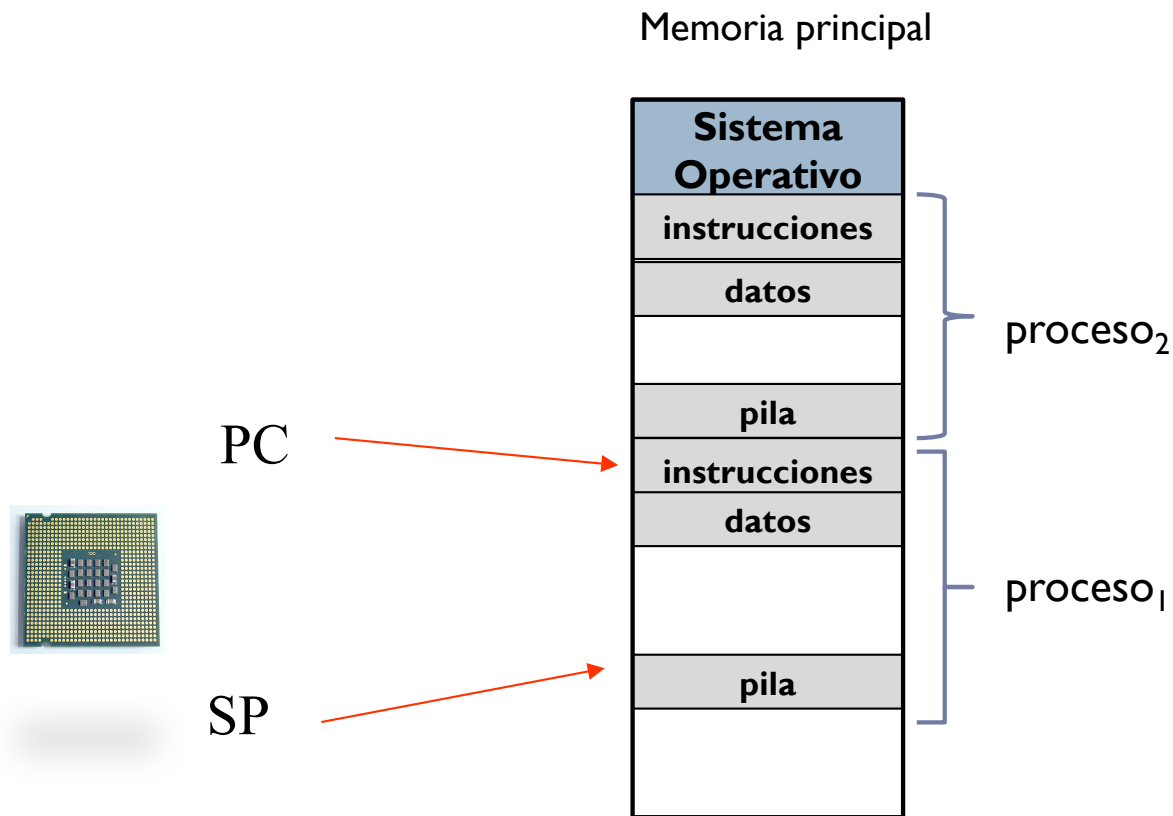 Memoria principal
Sistema
Operativo
instrucciones
datos
proceso₂
pila
PC
instrucciones
datos
proceso₁
pila
SP